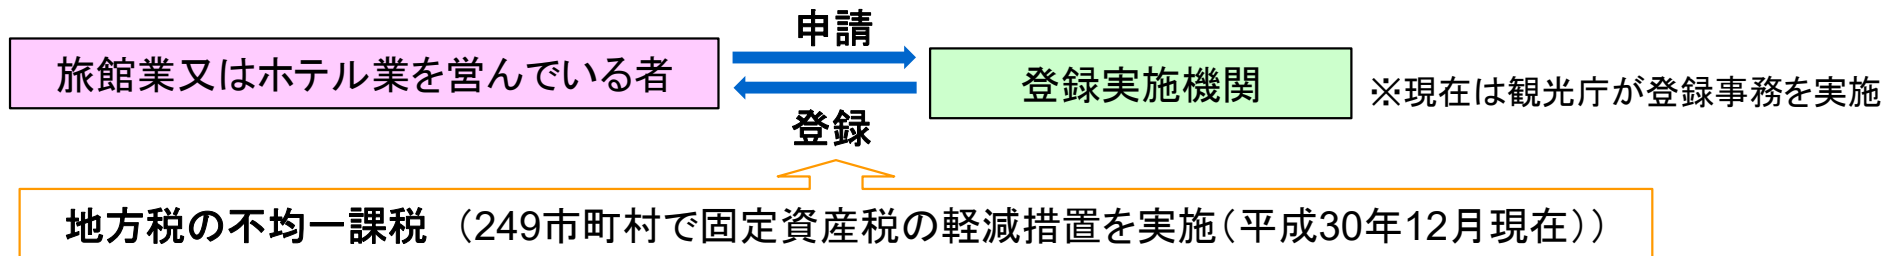 申請
旅館業又はホテル業を営んでいる者
登録実施機関
※現在は観光庁が登録事務を実施
登録
地方税の不均一課税 （249市町村で固定資産税の軽減措置を実施（平成30年12月現在））